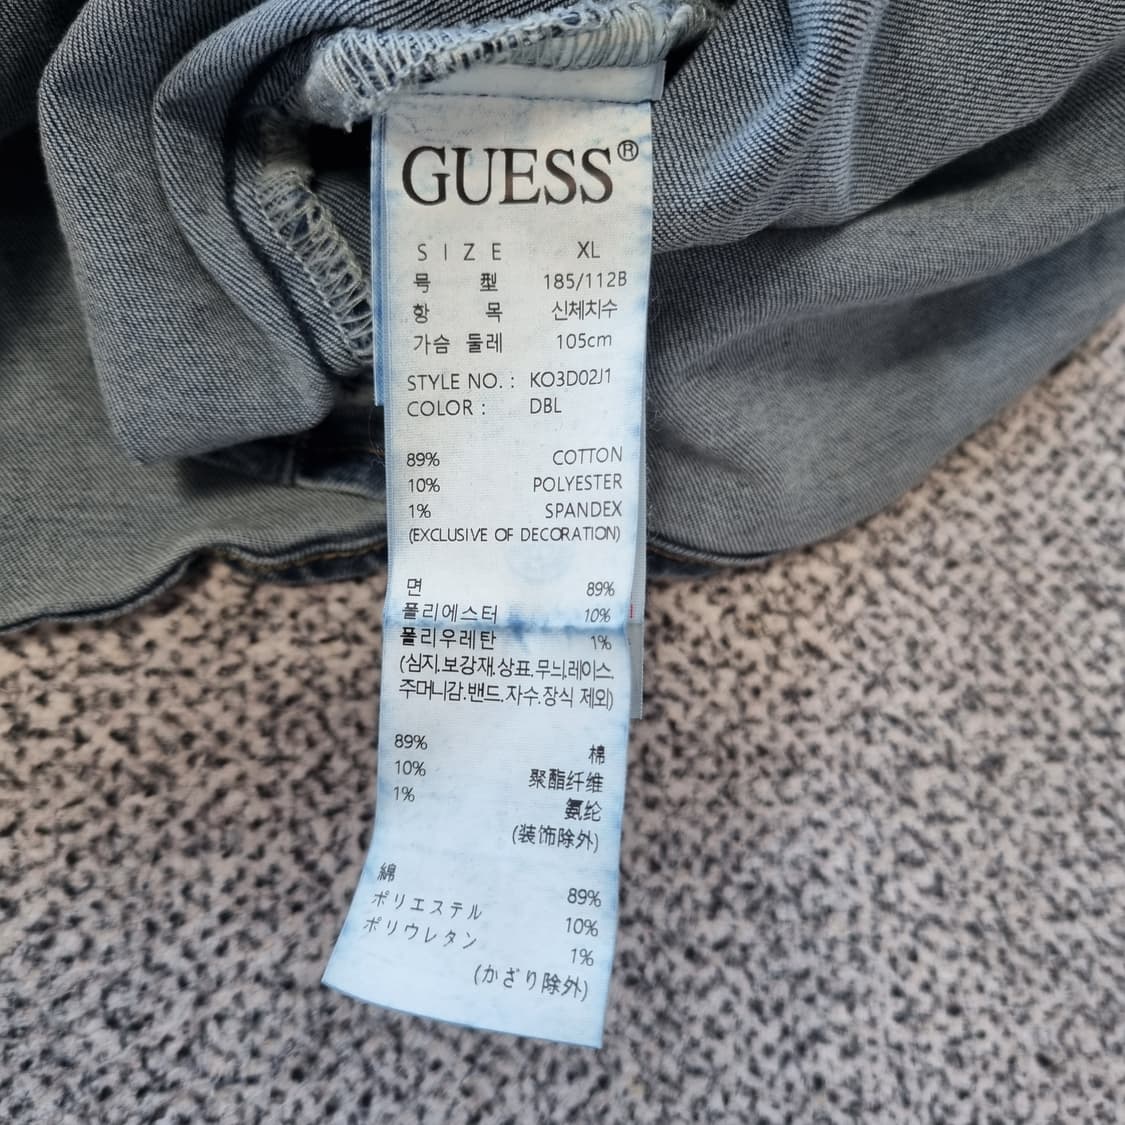 GUESS®
SIZE XL
号 型 185/112B
항 목 신체치수
가슴 둘레 105cm
STYLE NO. : KO3D02J1
COLOR : DBL
89% COTTON
10% POLYESTER
1% SPANDEX
(EXCLUSIVE OF DECORATION)
면 89%
폴리에스터 10%
폴리우레탄 1%
(심지.보강재.상표.무늬.레이스.
주머니감.밴드.자수.장식 제외)
89% 棉
10% 聚酯纤维
1% 氨纶
(装饰除外)
綿 89%
ポリエステル 10%
ポリウレタン 1%
(かざり除外)